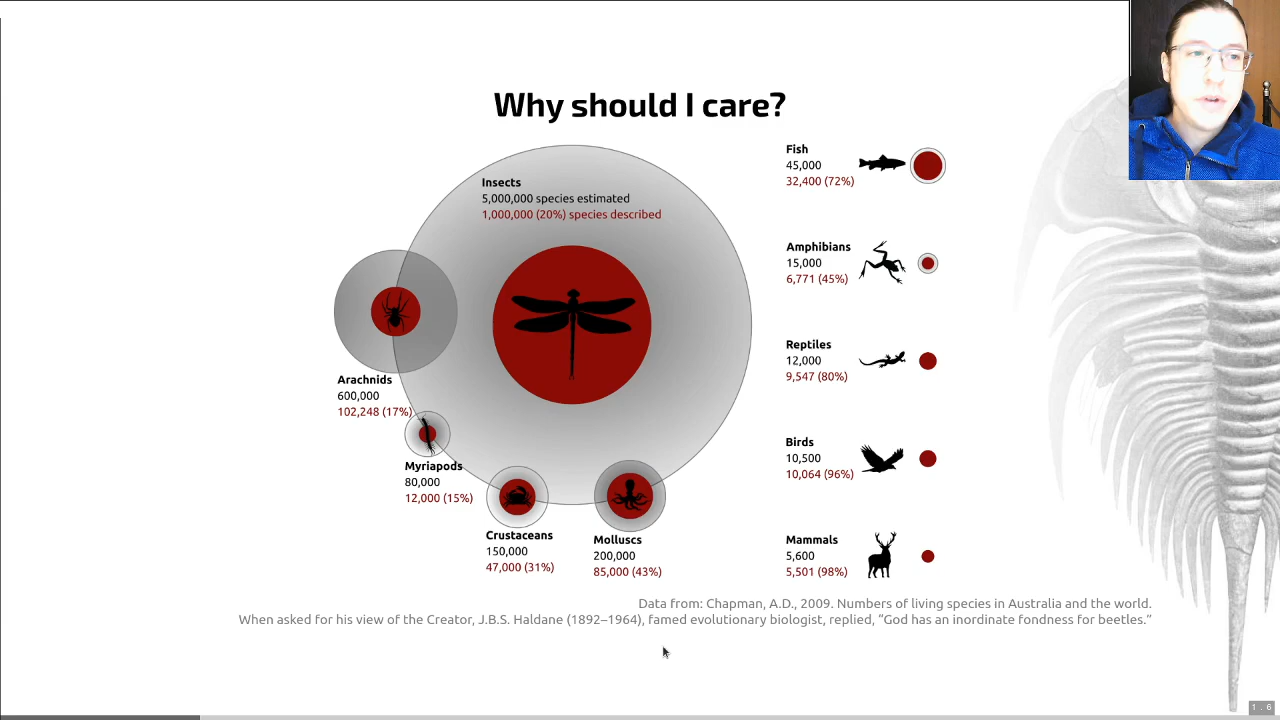 Why should I care?
Insects
5,000,000 species estimated
1,000,000 (20%) species described
Arachnids
600,000
102,248 (17%)
Myriapods
80,000
12,000 (15%)
Crustaceans
150,000
47,000 (31%)
Molluscs
200,000
85,000 (43%)
Fish
45,000
32,400 (72%)
Amphibians
15,000
6,771 (45%)
Reptiles
12,000
9,547 (80%)
Birds
10,500
10,064 (96%)
Mammals
5,600
5,501 (98%)
Data from: Chapman, A.D., 2009. Numbers of living species in Australia and the world.
When asked for his view of the Creator, J.B.S. Haldane (1892–1964), famed evolutionary biologist, replied, “God has an inordinate fondness for beetles.”
1 . 6